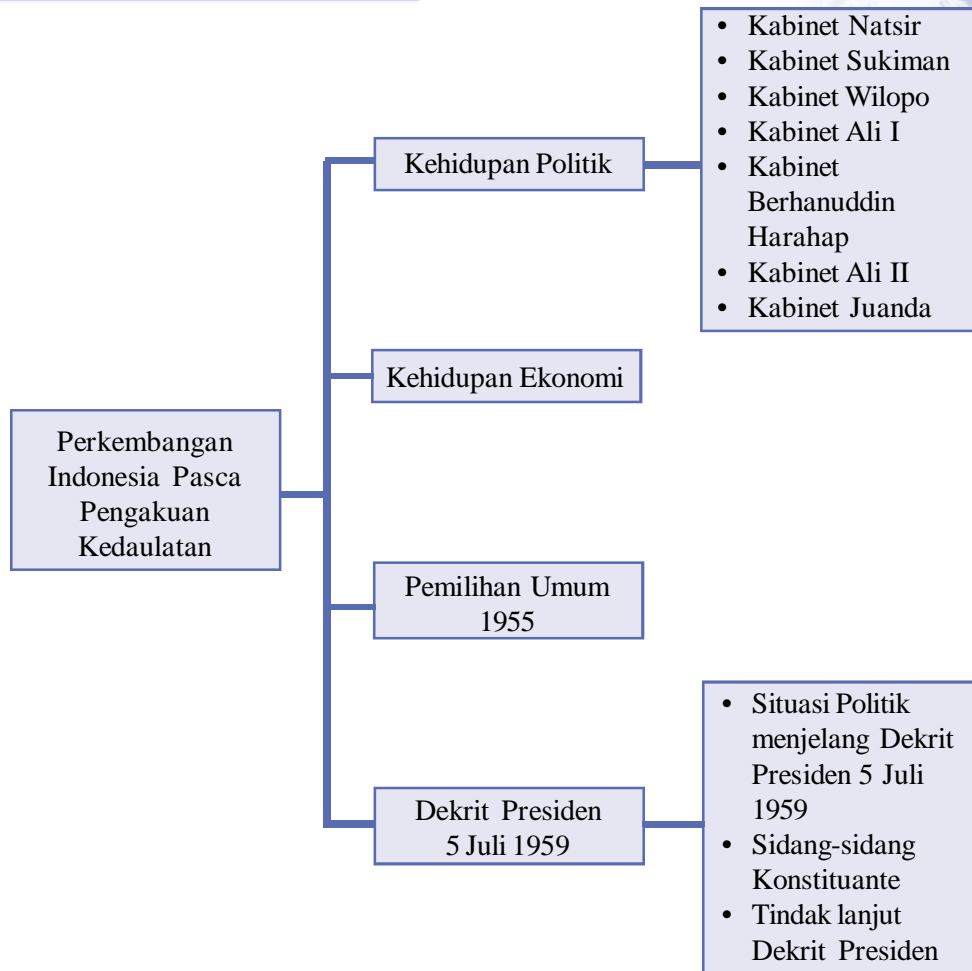 Perkembangan
Indonesia Pasca
Pengakuan
Kedaulatan
Kehidupan Politik
• Kabinet Natsir
• Kabinet Sukiman
• Kabinet Wilopo
• Kabinet Ali I
• Kabinet
Berhanuddin
Harahap
• Kabinet Ali II
• Kabinet Juanda
Kehidupan Ekonomi
Pemilihan Umum
1955
Dekrit Presiden
5 Juli 1959
• Situasi Politik
menjelang Dekrit
Presiden 5 Juli
1959
• Sidang-sidang
Konstituante
• Tindak lanjut
Dekrit Presiden